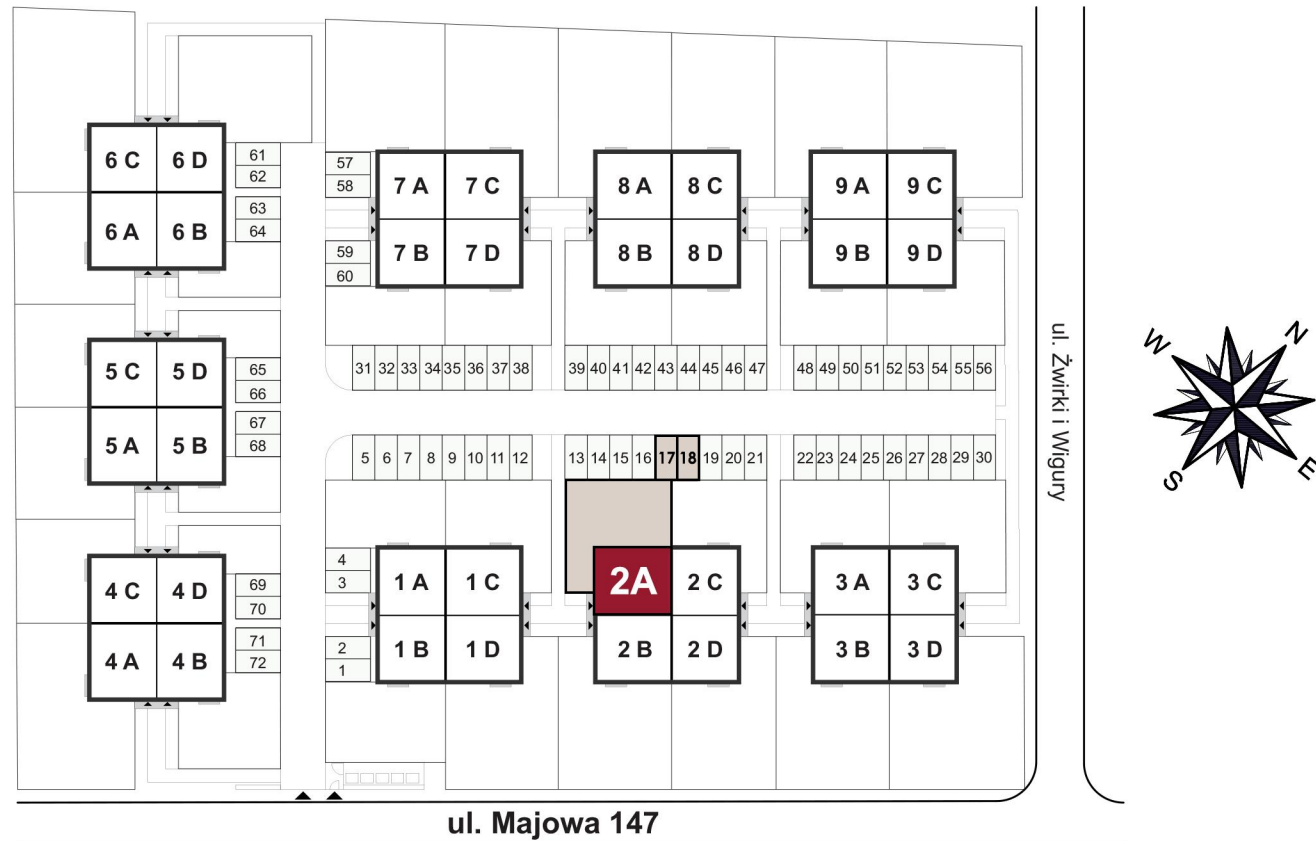 6 C 6 D
6 A 6 B
61
62
63
64
57
58
59
60
7 A 7 C
7 B 7 D
8 A 8 C
8 B 8 D
9 A 9 C
9 B 9 D
W
N
S
E
ul. Żwirki i Wigury
5 C 5 D
5 A 5 B
65
66
67
68
31 32 33 34 35 36 37 38 39 40 41 42 43 44 45 46 47 48 49 50 51 52 53 54 55 56
5 6 7 8 9 10 11 12 13 14 15 16 17 18 19 20 21 22 23 24 25 26 27 28 29 30
4 C 4 D
4 A 4 B
69
70
71
72
4
3
2
1
1 A 1 C
1 B 1 D
2A 2 C
2 B 2 D
3 A 3 C
3 B 3 D
ul. Majowa 147